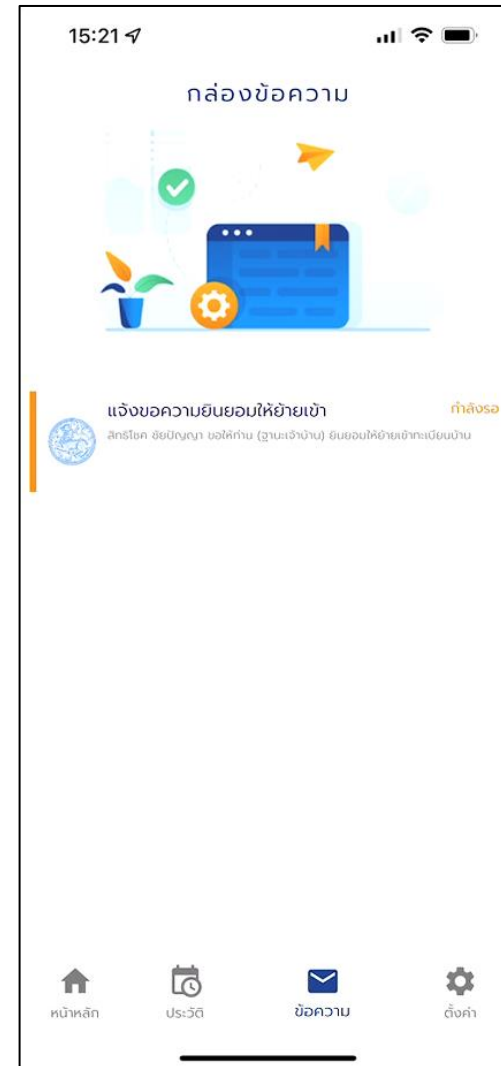 15:21
กล่องข้อความ
แจ้งขอความยินยอมให้ย้ายเข้า
กำลังรอ
สิทธิโชค ชัยปัญญา ขอให้ท่าน (ฐานะเจ้าบ้าน) ยินยอมให้ย้ายเข้าทะเบียนบ้าน
หน้าหลัก
ประวัติ
ข้อความ
ตั้งค่า